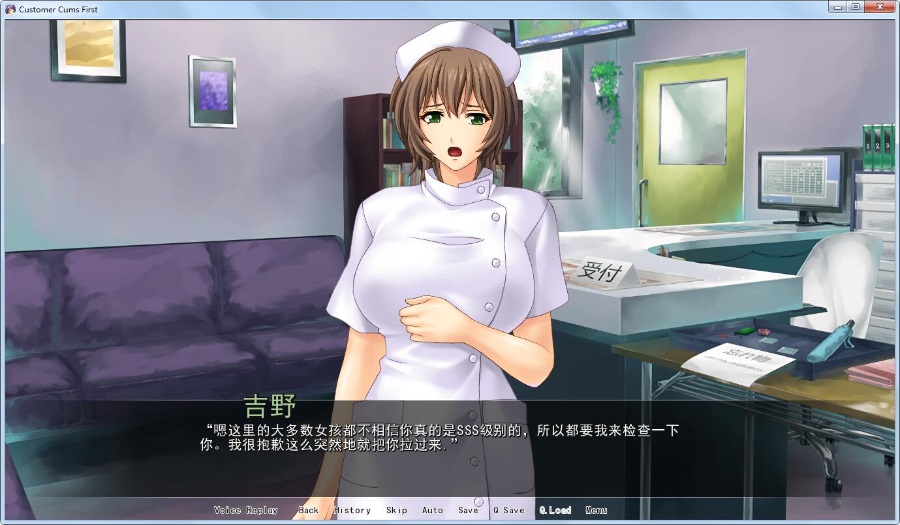 Customer Cums First
受付
忘れ物
吉野
“嗯这里的大多数女孩都不相信你真的是SSS级别的，所以都要我来检查一下
你。我很抱歉这么突然地就把你拉过来.”
Voice Replay Back History Skip Auto Save Q.Save Q.Load Menu